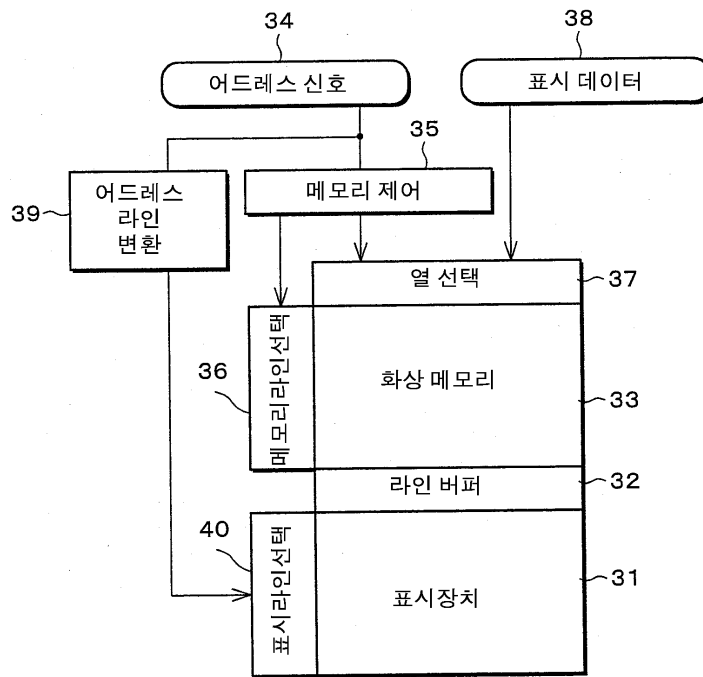 34
38
어드레스 신호
표시 데이터
35
39
어드레스
라인
변환
메모리 제어
열 선택
37
36
메모리라인선택
화상 메모리
33
라인 버퍼
32
40
표시라인선택
표시장치
31